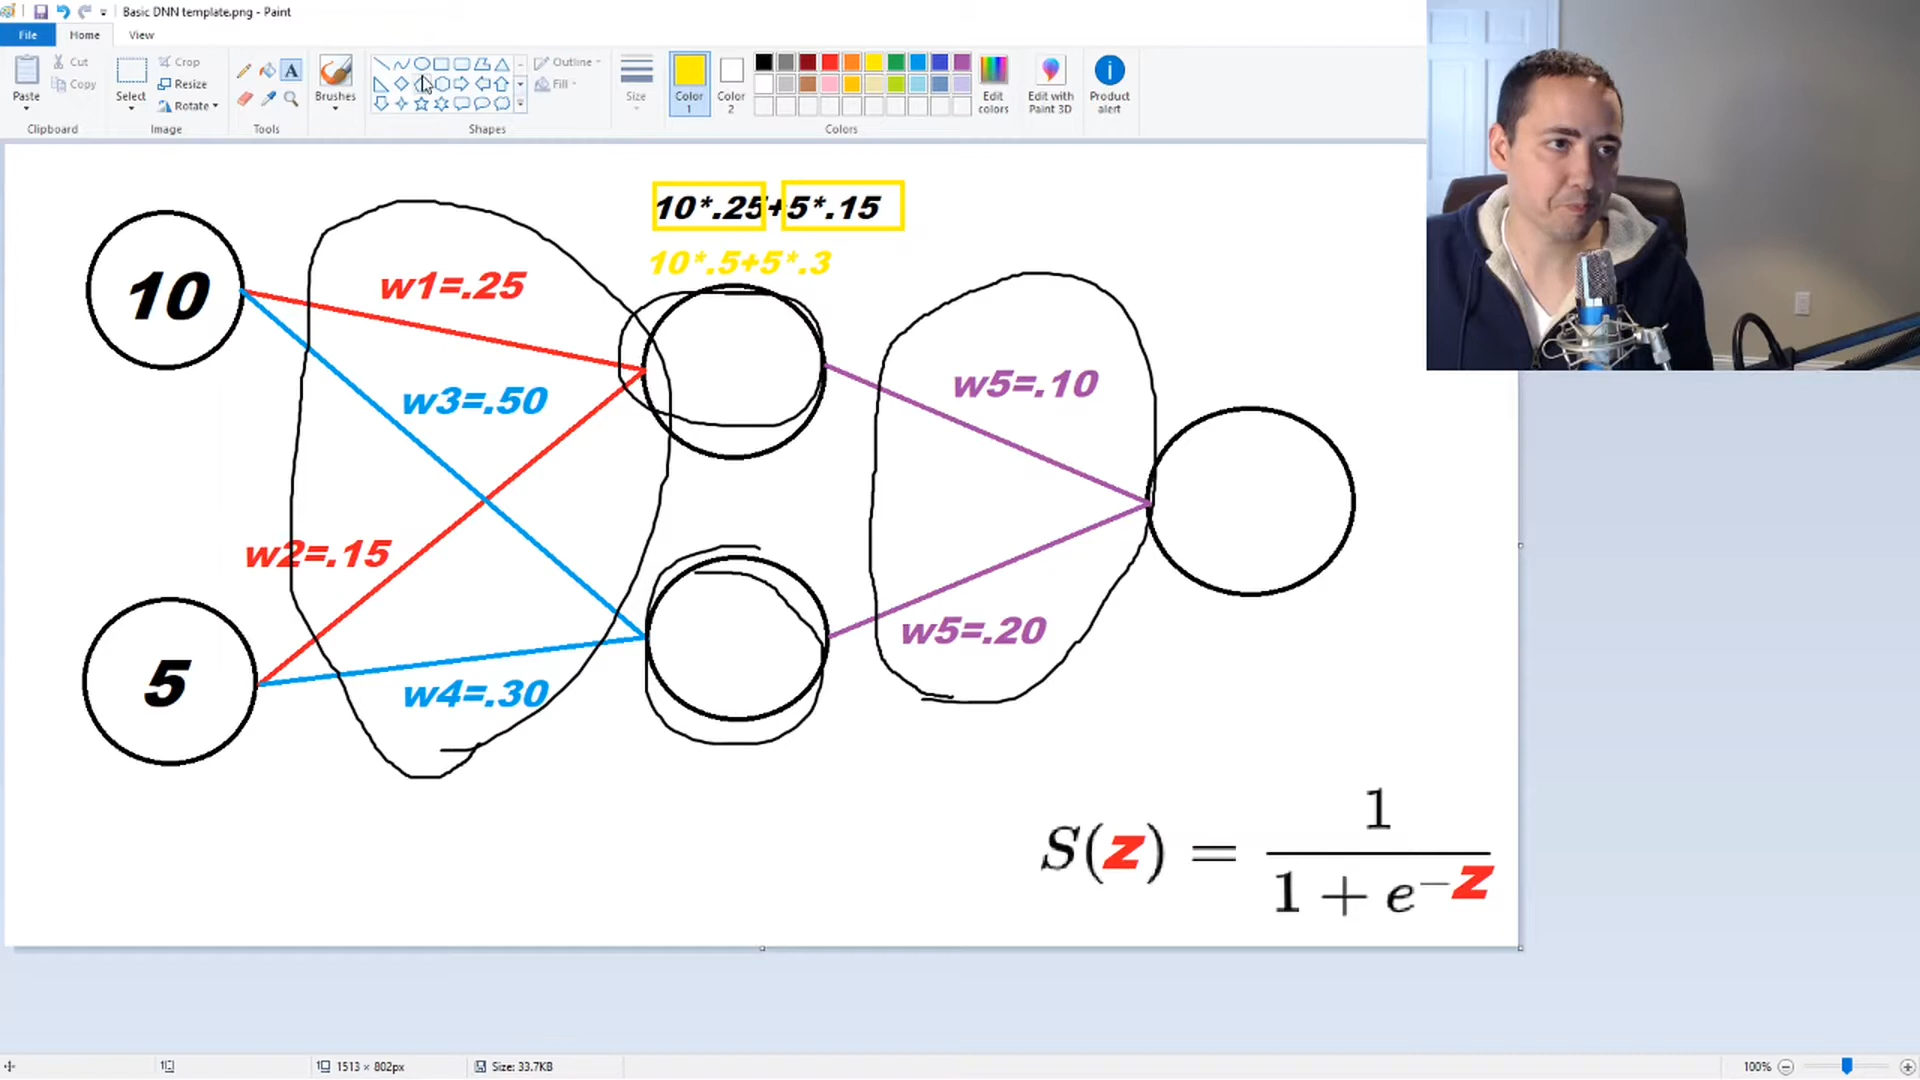 Basic DNN template.png - Paint
File Home View
Paste
Cut
Copy
Clipboard
Select
Crop
Resize
Rotate
Image
A
Tools
Brushes
Outline
Fill
Shapes
Size
Color 1
Color 2
Edit colors
Edit with Paint 3D
Product alert
Colors
10*.25+5*.15
10*.5+5*.3
10
w1=.25
w3=.50
w5=.10
w2=.15
w5=.20
5
w4=.30
S(z) = 1 / 1 + e^−z
1513 × 802px
Size: 33.7KB
100%